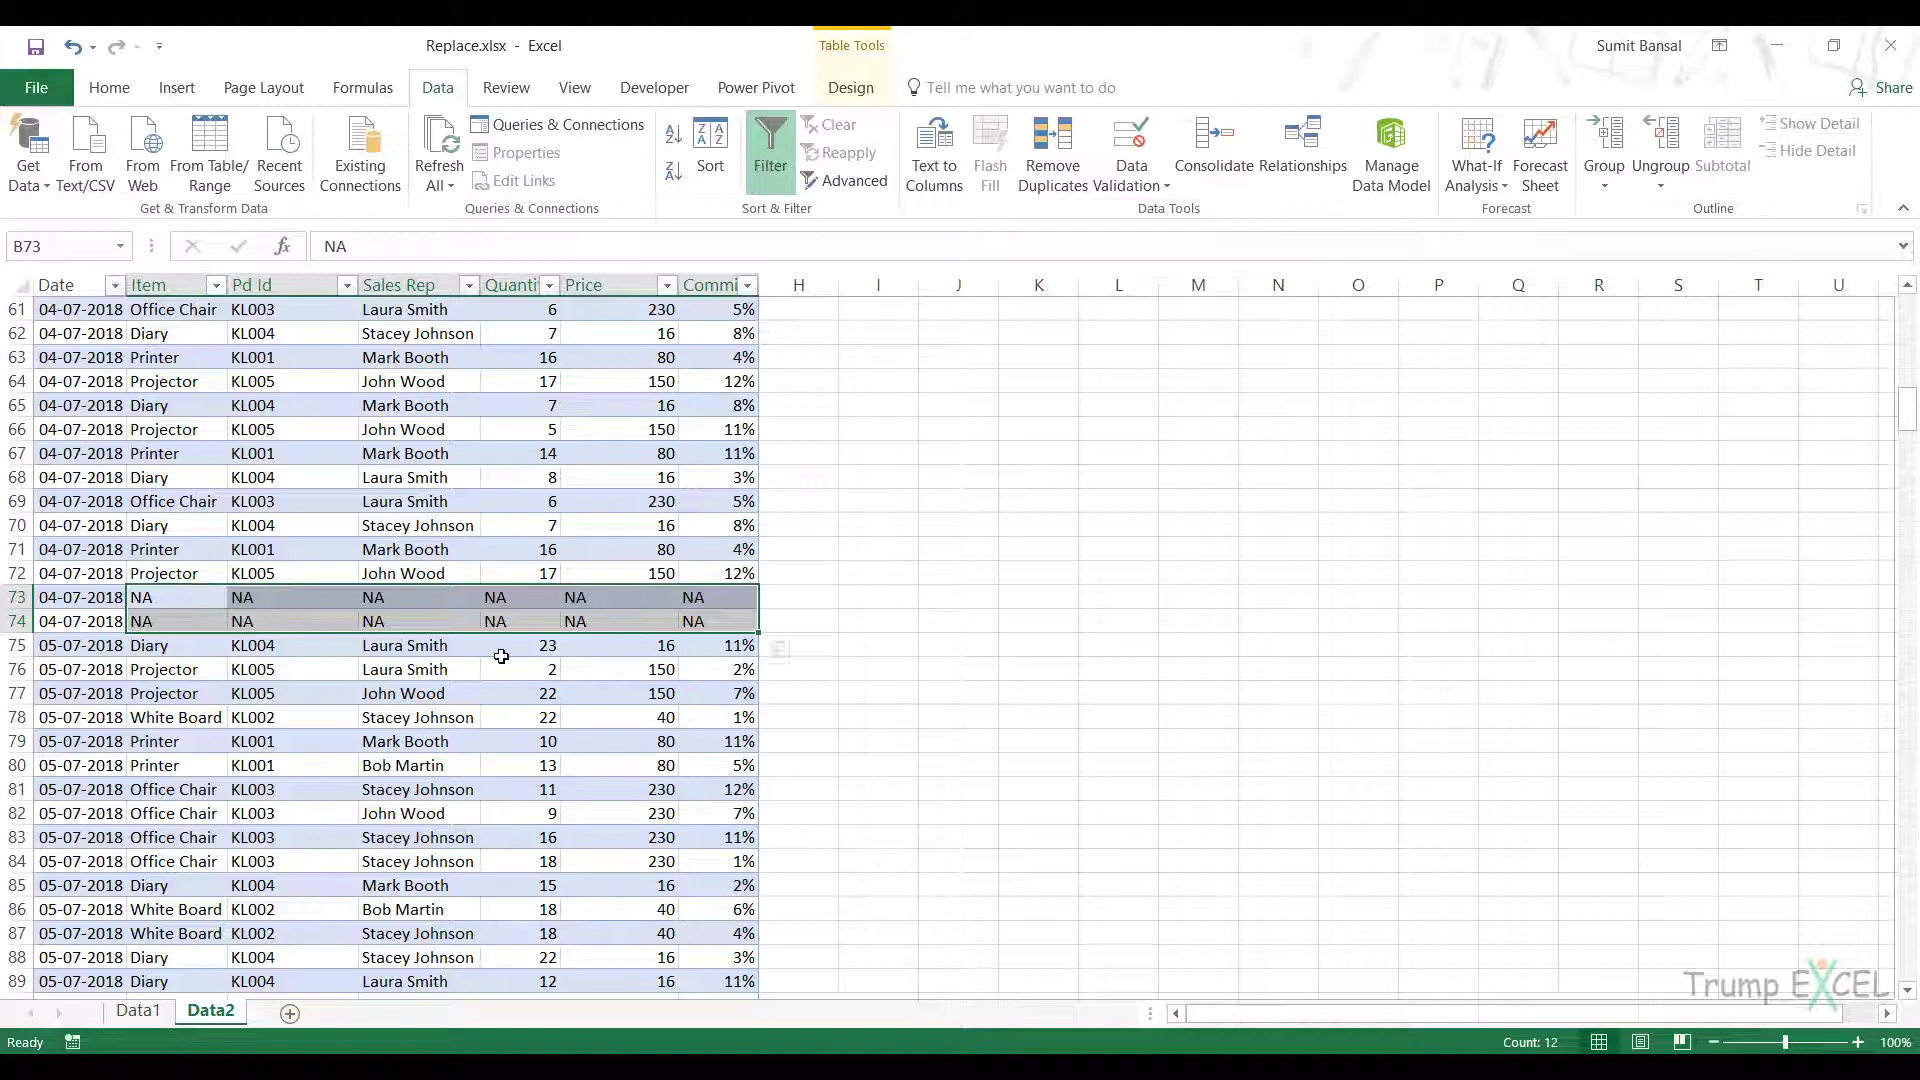 Replace.xlsx - Excel
Table Tools
Sumit Bansal
File Home Insert Page Layout Formulas Data Review View Developer Power Pivot Design Tell me what you want to do Share
Get Data
From Text/CSV
From Web
From Table/ Range
Recent Sources
Existing Connections
Refresh All
Queries & Connections
Properties
Edit Links
Sort
Filter
Clear
Reapply
Advanced
Text to Columns
Flash Fill
Remove Duplicates
Data Validation
Consolidate
Relationships
Manage Data Model
What-If Analysis
Forecast Sheet
Group
Ungroup
Subtotal
Show Detail
Hide Detail
Get & Transform Data
Queries & Connections
Sort & Filter
Data Tools
Forecast
Outline
B73 fx NA
Date Item Pd Id Sales Rep Quanti Price Commi H I J K L M N O P Q R S T U
61 04-07-2018 Office Chair KL003 Laura Smith 6 230 5%
62 04-07-2018 Diary KL004 Stacey Johnson 7 16 8%
63 04-07-2018 Printer KL001 Mark Booth 16 80 4%
64 04-07-2018 Projector KL005 John Wood 17 150 12%
65 04-07-2018 Diary KL004 Mark Booth 7 16 8%
66 04-07-2018 Projector KL005 John Wood 5 150 11%
67 04-07-2018 Printer KL001 Mark Booth 14 80 11%
68 04-07-2018 Diary KL004 Laura Smith 8 16 3%
69 04-07-2018 Office Chair KL003 Laura Smith 6 230 5%
70 04-07-2018 Diary KL004 Stacey Johnson 7 16 8%
71 04-07-2018 Printer KL001 Mark Booth 16 80 4%
72 04-07-2018 Projector KL005 John Wood 17 150 12%
73 04-07-2018 NA NA NA NA NA NA
74 04-07-2018 NA NA NA NA NA NA
75 05-07-2018 Diary KL004 Laura Smith 23 16 11%
76 05-07-2018 Projector KL005 Laura Smith 2 150 2%
77 05-07-2018 Projector KL005 John Wood 22 150 7%
78 05-07-2018 White Board KL002 Stacey Johnson 22 40 1%
79 05-07-2018 Printer KL001 Mark Booth 10 80 11%
80 05-07-2018 Printer KL001 Bob Martin 13 80 5%
81 05-07-2018 Office Chair KL003 Stacey Johnson 11 230 12%
82 05-07-2018 Office Chair KL003 John Wood 9 230 7%
83 05-07-2018 Office Chair KL003 Stacey Johnson 16 230 11%
84 05-07-2018 Office Chair KL003 Stacey Johnson 18 230 1%
85 05-07-2018 Diary KL004 Mark Booth 15 16 2%
86 05-07-2018 White Board KL002 Bob Martin 18 40 6%
87 05-07-2018 White Board KL002 Stacey Johnson 18 40 4%
88 05-07-2018 Diary KL004 Stacey Johnson 22 16 3%
89 05-07-2018 Diary KL004 Laura Smith 12 16 11%
Trump EXCEL
Data1 Data2
Ready Count: 12 100%